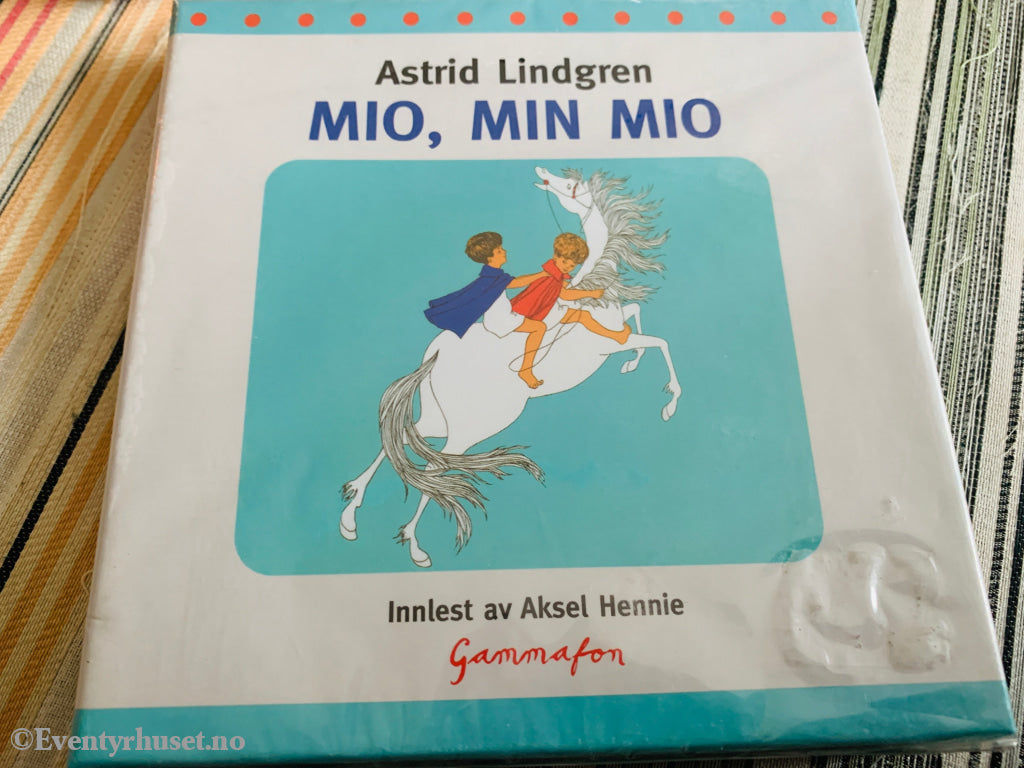 Astrid Lindgren
MIO, MIN MIO
Innlest av Aksel Hennie
Gammafon
©Eventyrhuset.no